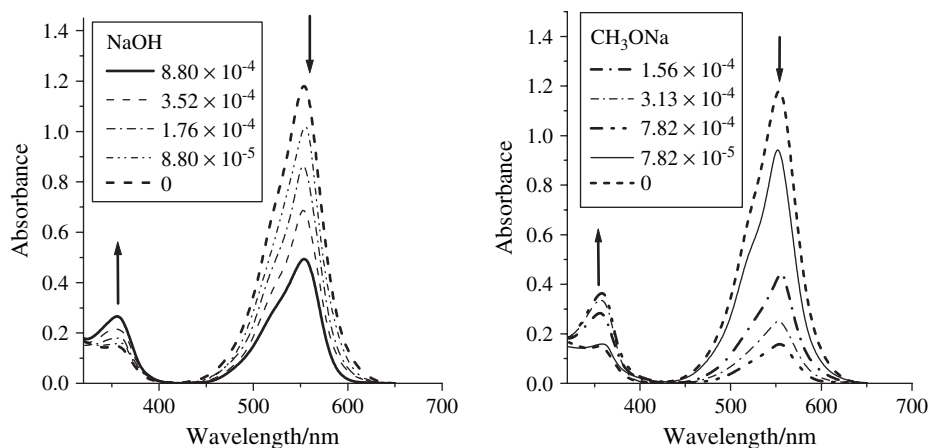 1.4
1.2
1.0
0.8
0.6
0.4
0.2
0.0
Absorbance
NaOH
8.80 × 10⁻⁴
3.52 × 10⁻⁴
1.76 × 10⁻⁴
8.80 × 10⁻⁵
0
400 500 600 700
Wavelength/nm
1.4
1.2
1.0
0.8
0.6
0.4
0.2
0.0
Absorbance
CH₃ONa
1.56 × 10⁻⁴
3.13 × 10⁻⁴
7.82 × 10⁻⁴
7.82 × 10⁻⁵
0
400 500 600 700
Wavelength/nm